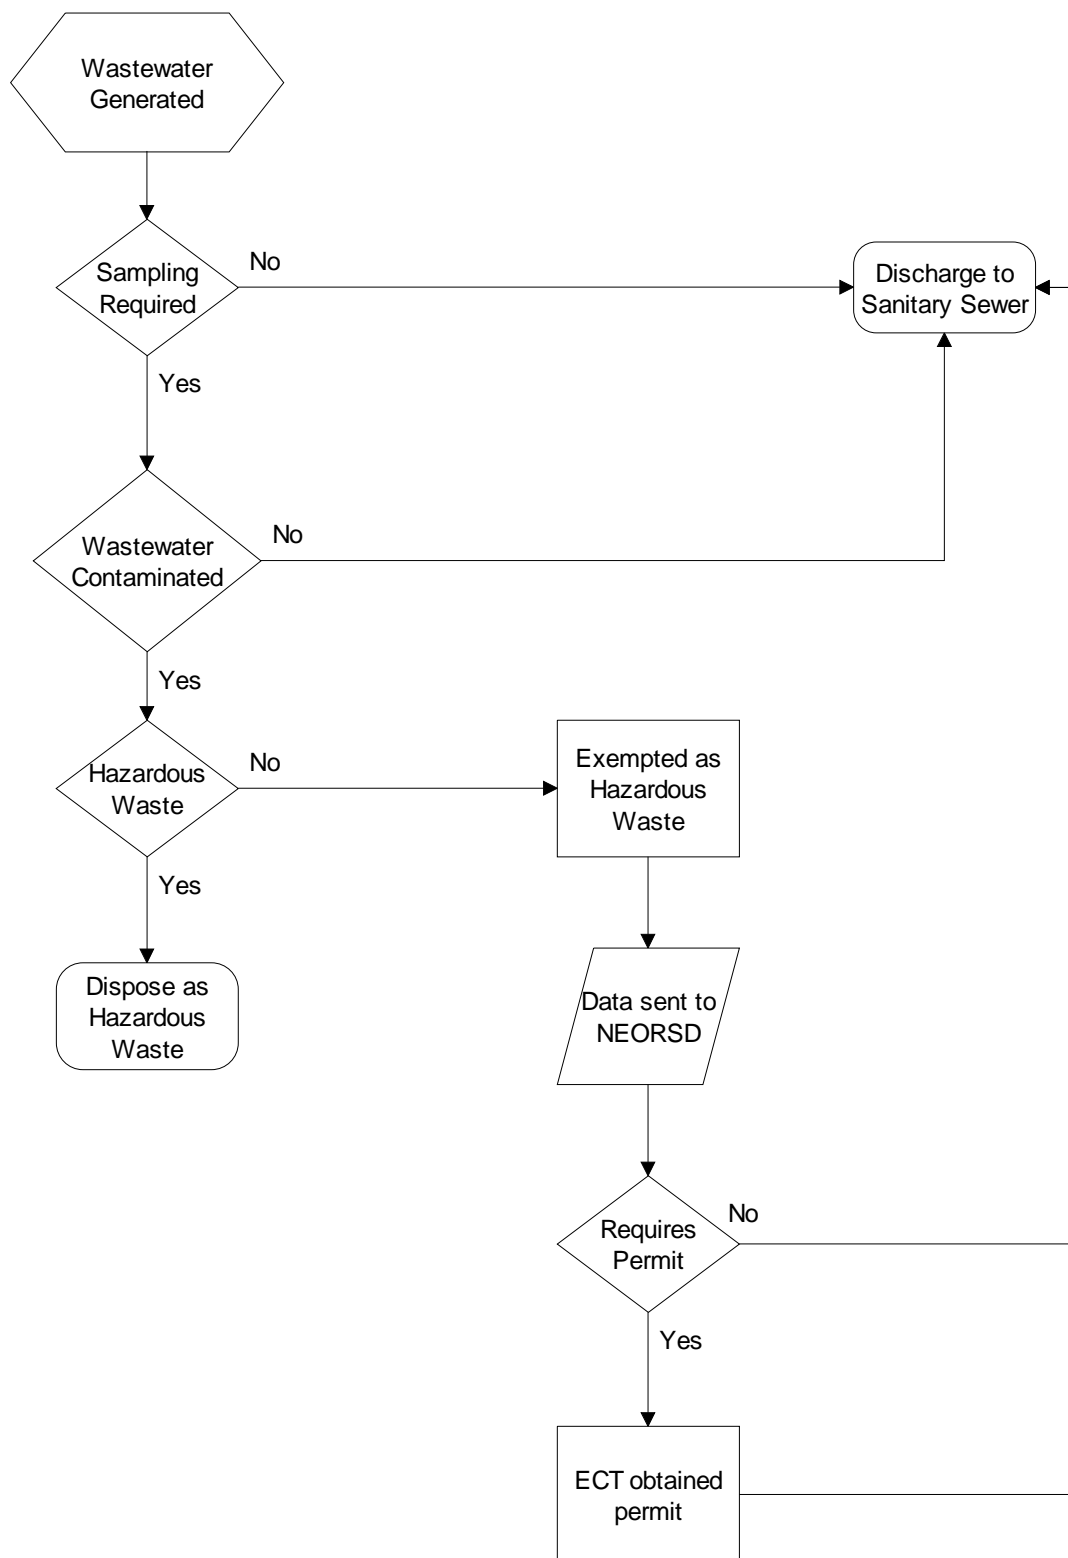 Wastewater
Generated
Sampling
Required
No
Discharge to
Sanitary Sewer
Yes
Wastewater
Contaminated
No
Yes
Hazardous
Waste
No
Exempted as
Hazardous
Waste
Yes
Dispose as
Hazardous
Waste
Data sent to
NEORSD
Requires
Permit
No
Yes
ECT obtained
permit